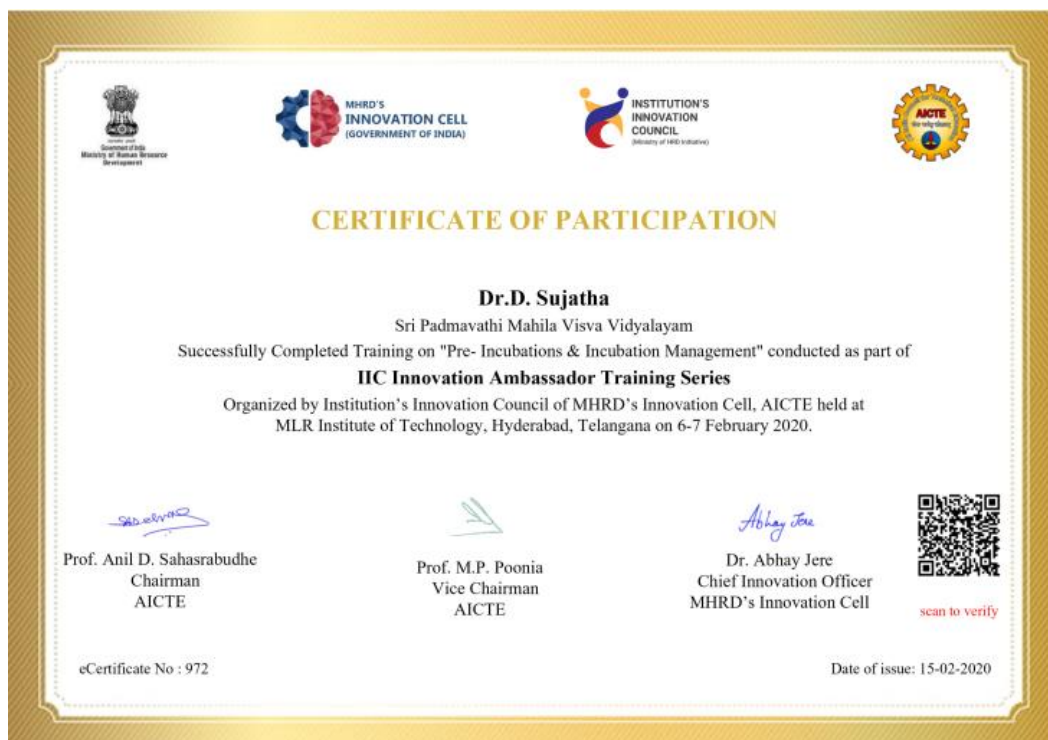 Government of India
Ministry of Human Resource
Development
MHRD'S
INNOVATION CELL
(GOVERNMENT OF INDIA)
INSTITUTION'S
INNOVATION
COUNCIL
(Ministry of HRD Initiative)
AICTE
CERTIFICATE OF PARTICIPATION
Dr.D. Sujatha
Sri Padmavathi Mahila Visva Vidyalayam
Successfully Completed Training on "Pre- Incubations & Incubation Management" conducted as part of
IIC Innovation Ambassador Training Series
Organized by Institution's Innovation Council of MHRD's Innovation Cell, AICTE held at
MLR Institute of Technology, Hyderabad, Telangana on 6-7 February 2020.
Abhay Jere
Prof. Anil D. Sahasrabudhe
Chairman
AICTE
Prof. M.P. Poonia
Vice Chairman
AICTE
Dr. Abhay Jere
Chief Innovation Officer
MHRD's Innovation Cell
scan to verify
eCertificate No : 972
Date of issue: 15-02-2020